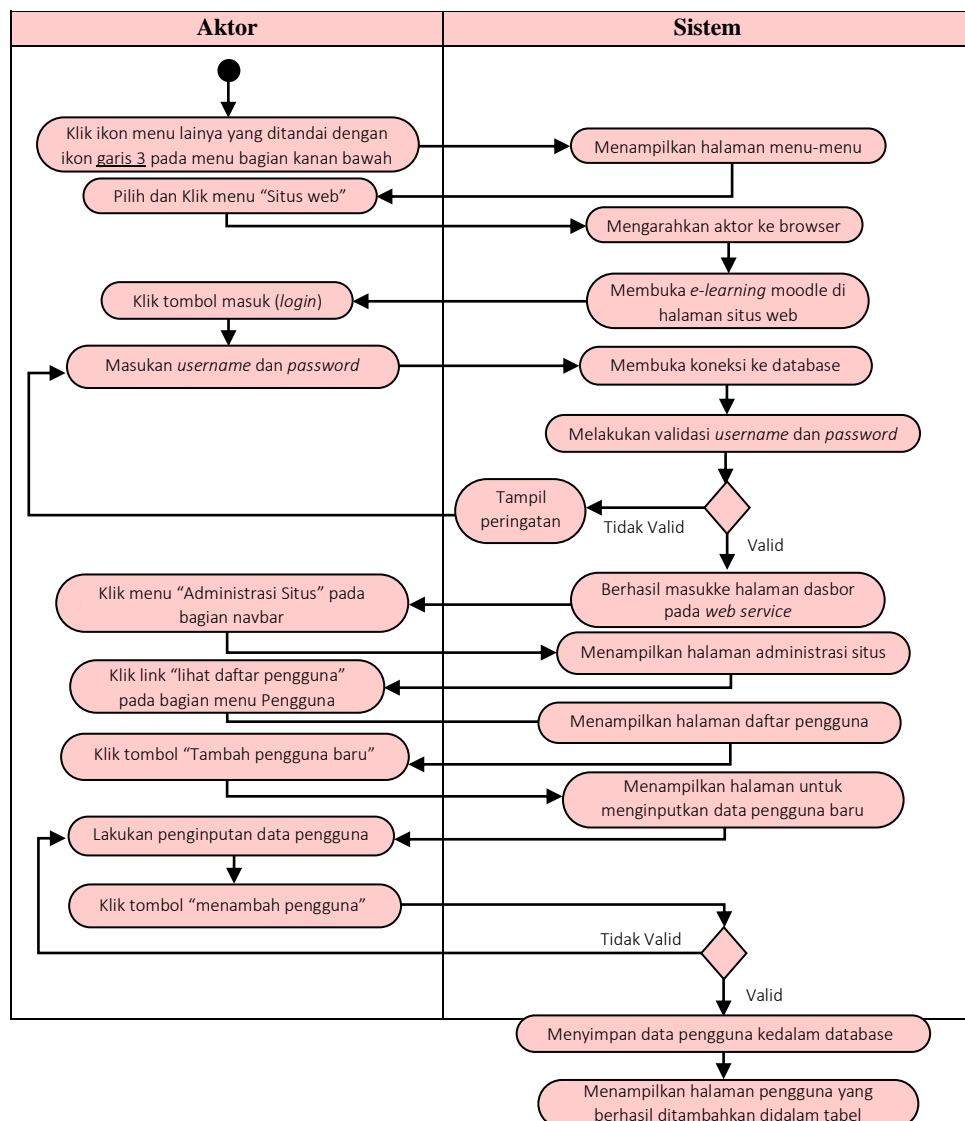 Aktor
Sistem
Klik ikon menu lainya yang ditandai dengan
ikon garis 3 pada menu bagian kanan bawah
Menampilkan halaman menu-menu
Pilih dan Klik menu “Situs web”
Mengarahkan aktor ke browser
Membuka e-learning moodle di
halaman situs web
Klik tombol masuk (login)
Masukan username dan password
Membuka koneksi ke database
Melakukan validasi username dan password
Tampil
peringatan
Tidak Valid
Valid
Berhasil masukke halaman dasbor
pada web service
Klik menu “Administrasi Situs” pada
bagian navbar
Menampilkan halaman administrasi situs
Klik link “lihat daftar pengguna”
pada bagian menu Pengguna
Menampilkan halaman daftar pengguna
Klik tombol “Tambah pengguna baru”
Menampilkan halaman untuk
menginputkan data pengguna baru
Lakukan penginputan data pengguna
Klik tombol “menambah pengguna”
Tidak Valid
Valid
Menyimpan data pengguna kedalam database
Menampilkan halaman pengguna yang
berhasil ditambahkan didalam tabel